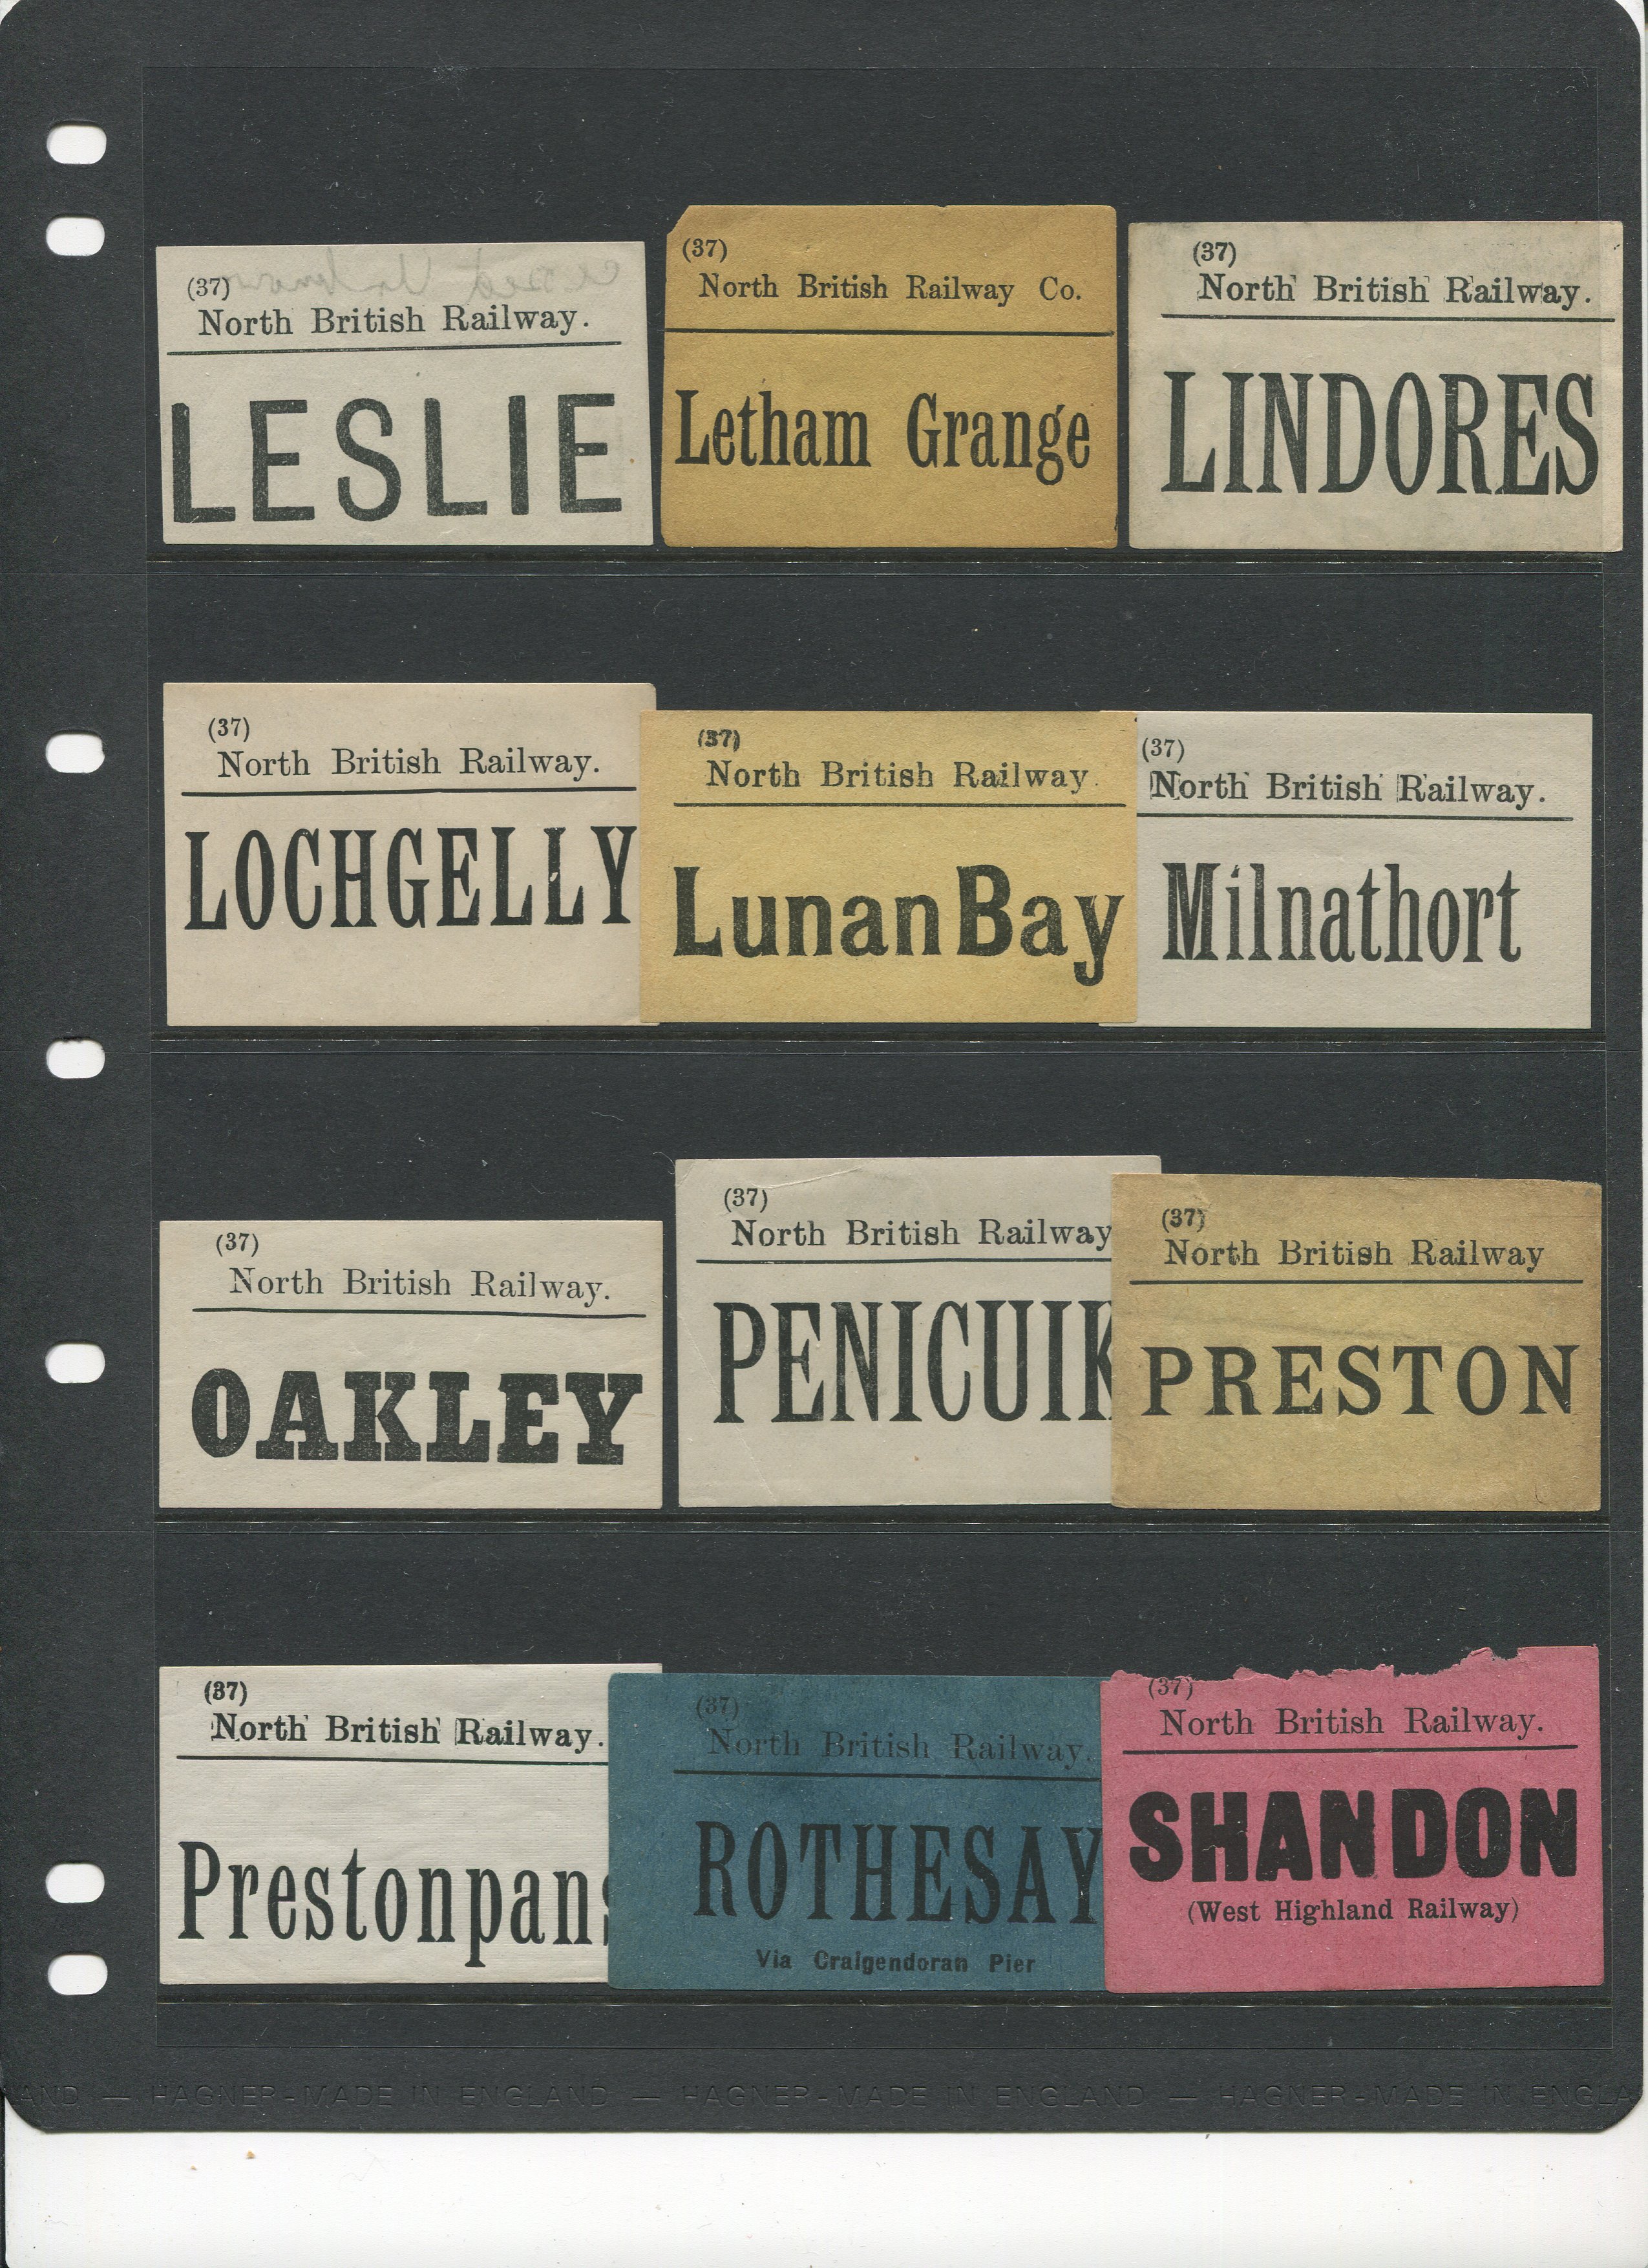 (37)
North British Railway.
LESLIE
(37)
North British Railway Co.
Letham Grange
(37)
North British Railway.
LINDORES
(37)
North British Railway.
LOCHGELLY
(37)
North British Railway.
Lunan Bay
(37)
North British Railway.
Milnathort
(37)
North British Railway.
OAKLEY
(37)
North British Railway
PENICUIK
(37)
North British Railway
PRESTON
(37)
North British Railway.
Prestonpans
(37)
North British Railway.
ROTHESAY
Via Craigendoran Pier
(37)
North British Railway.
SHANDON
(West Highland Railway)
AND — HAGNER-MADE IN ENGLAND — HAGNER-MADE IN ENGLAND — HAGNER-MADE IN ENGLA